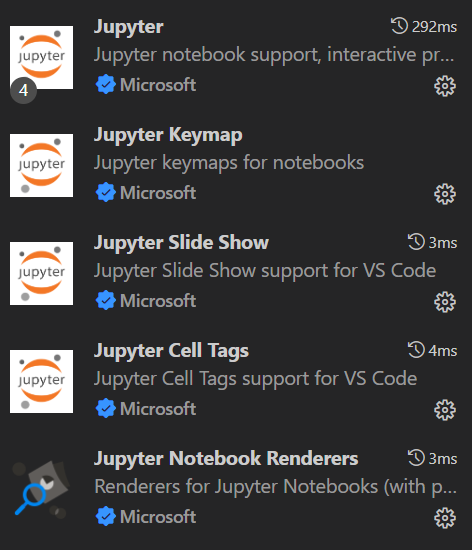 Jupyter 292ms
Jupyter notebook support, interactive pr...
jupyter
4
Microsoft
Jupyter Keymap
Jupyter keymaps for notebooks
jupyter
Microsoft
Jupyter Slide Show 3ms
Jupyter Slide Show support for VS Code
jupyter
Microsoft
Jupyter Cell Tags 4ms
Jupyter Cell Tags support for VS Code
jupyter
Microsoft
Jupyter Notebook Renderers 3ms
Renderers for Jupyter Notebooks (with p...
Microsoft